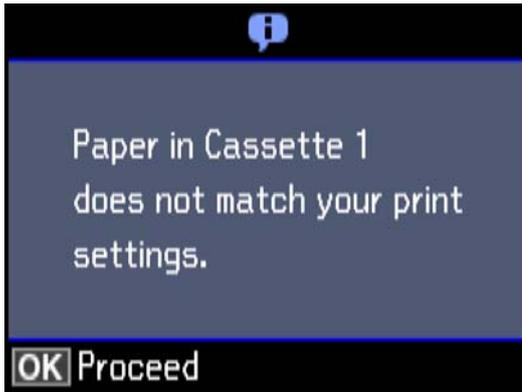 Paper in Cassette 1
does not match your print
settings.
OK Proceed